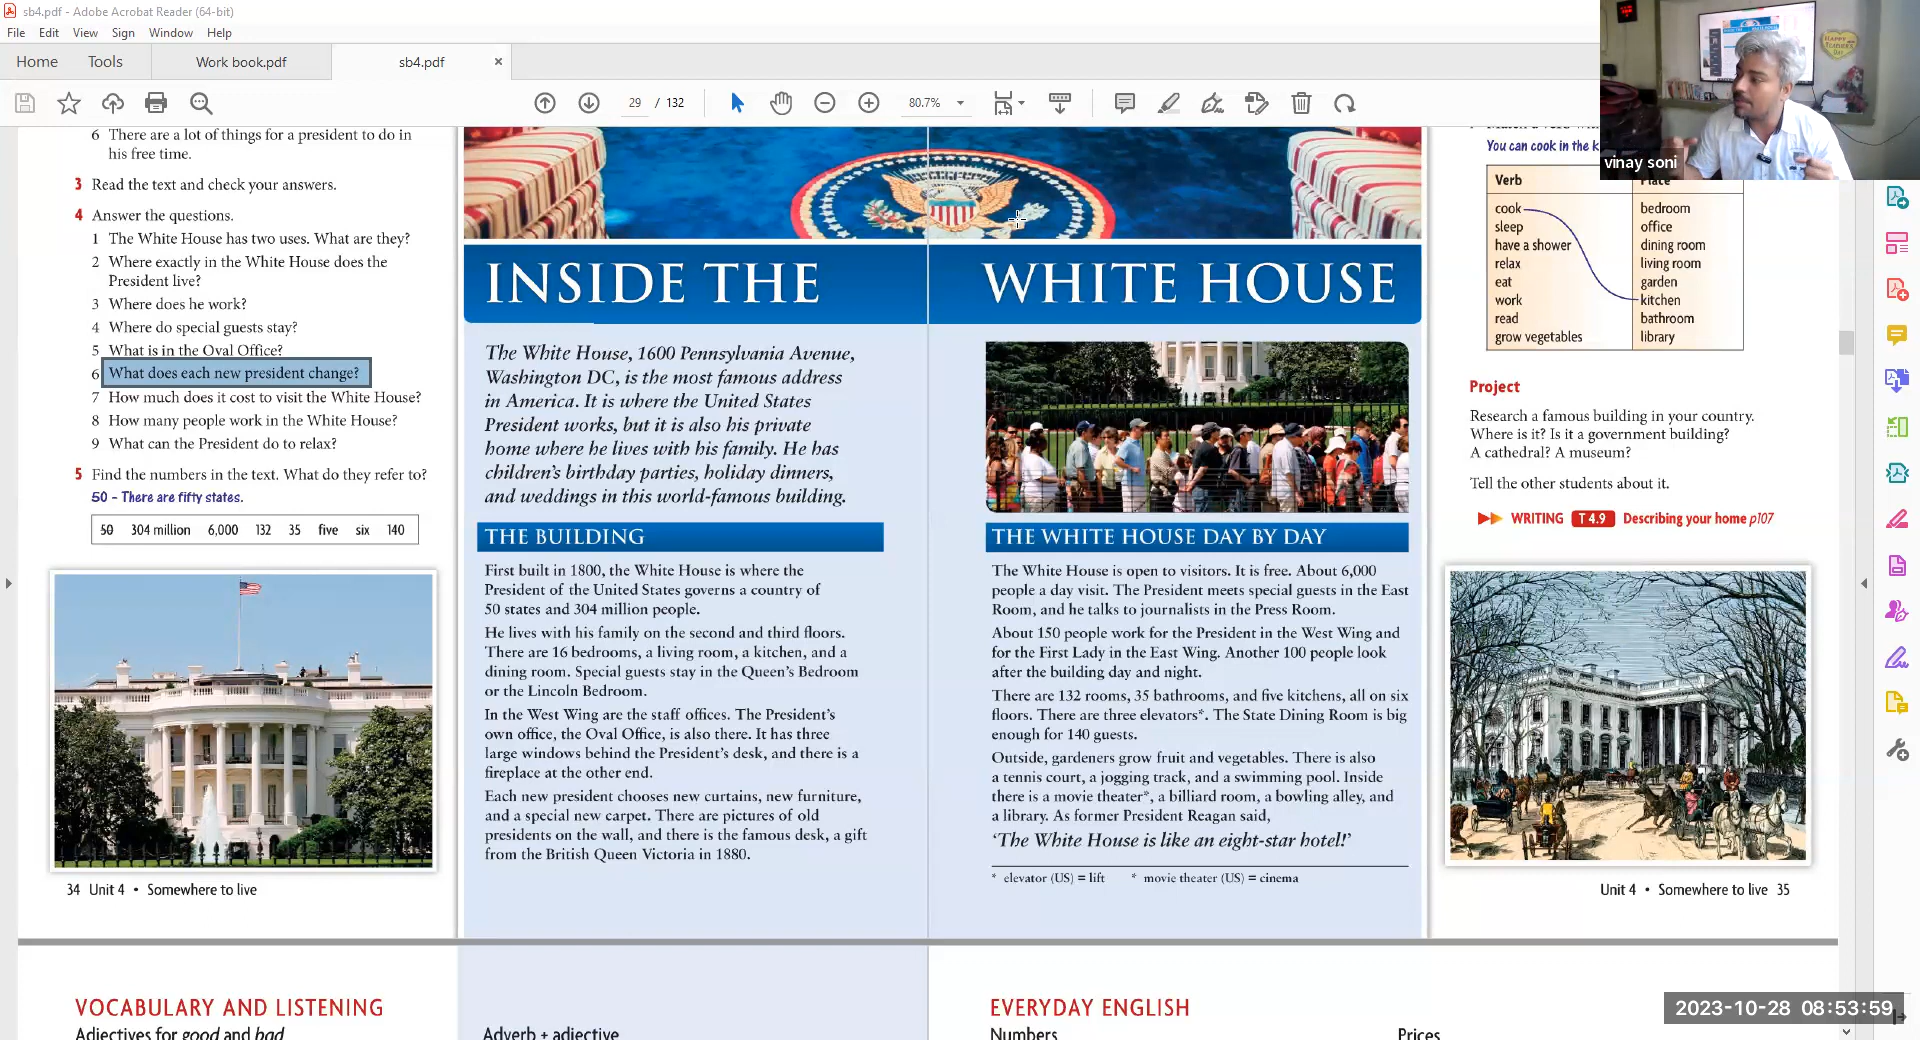 sb4.pdf - Adobe Acrobat Reader (64-bit)
File Edit View Sign Window Help
Home Tools Work book.pdf sb4.pdf ×
29 / 132 80.7%
vinay soni
6 There are a lot of things for a president to do in
his free time.
3 Read the text and check your answers.
4 Answer the questions.
1 The White House has two uses. What are they?
2 Where exactly in the White House does the
President live?
3 Where does he work?
4 Where do special guests stay?
5 What is in the Oval Office?
6 What does each new president change?
7 How much does it cost to visit the White House?
8 How many people work in the White House?
9 What can the President do to relax?
5 Find the numbers in the text. What do they refer to?
50 – There are fifty states.
50 304 million 6,000 132 35 five six 140
34 Unit 4 • Somewhere to live
INSIDE THE WHITE HOUSE
The White House, 1600 Pennsylvania Avenue,
Washington DC, is the most famous address
in America. It is where the United States
President works, but it is also his private
home where he lives with his family. He has
children's birthday parties, holiday dinners,
and weddings in this world-famous building.
THE BUILDING
First built in 1800, the White House is where the
President of the United States governs a country of
50 states and 304 million people.
He lives with his family on the second and third floors.
There are 16 bedrooms, a living room, a kitchen, and a
dining room. Special guests stay in the Queen's Bedroom
or the Lincoln Bedroom.
In the West Wing are the staff offices. The President's
own office, the Oval Office, is also there. It has three
large windows behind the President's desk, and there is a
fireplace at the other end.
Each new president chooses new curtains, new furniture,
and a special new carpet. There are pictures of old
presidents on the wall, and there is the famous desk, a gift
from the British Queen Victoria in 1880.
THE WHITE HOUSE DAY BY DAY
The White House is open to visitors. It is free. About 6,000
people a day visit. The President meets special guests in the East
Room, and he talks to journalists in the Press Room.
About 150 people work for the President in the West Wing and
for the First Lady in the East Wing. Another 100 people look
after the building day and night.
There are 132 rooms, 35 bathrooms, and five kitchens, all on six
floors. There are three elevators*. The State Dining Room is big
enough for 140 guests.
Outside, gardeners grow fruit and vegetables. There is also
a tennis court, a jogging track, and a swimming pool. Inside
there is a movie theater*, a billiard room, a bowling alley, and
a library. As former President Reagan said,
'The White House is like an eight-star hotel!'
* elevator (US) = lift * movie theater (US) = cinema
You can cook in the k
Verb Place
cook bedroom
sleep office
have a shower dining room
relax living room
eat garden
work kitchen
read bathroom
grow vegetables library
Project
Research a famous building in your country.
Where is it? Is it a government building?
A cathedral? A museum?
Tell the other students about it.
WRITING T 4.9 Describing your home p107
Unit 4 • Somewhere to live 35
VOCABULARY AND LISTENING
Adjectives for good and bad
Adverb + adjective
EVERYDAY ENGLISH
Numbers
Prices
2023-10-28 08:53:59